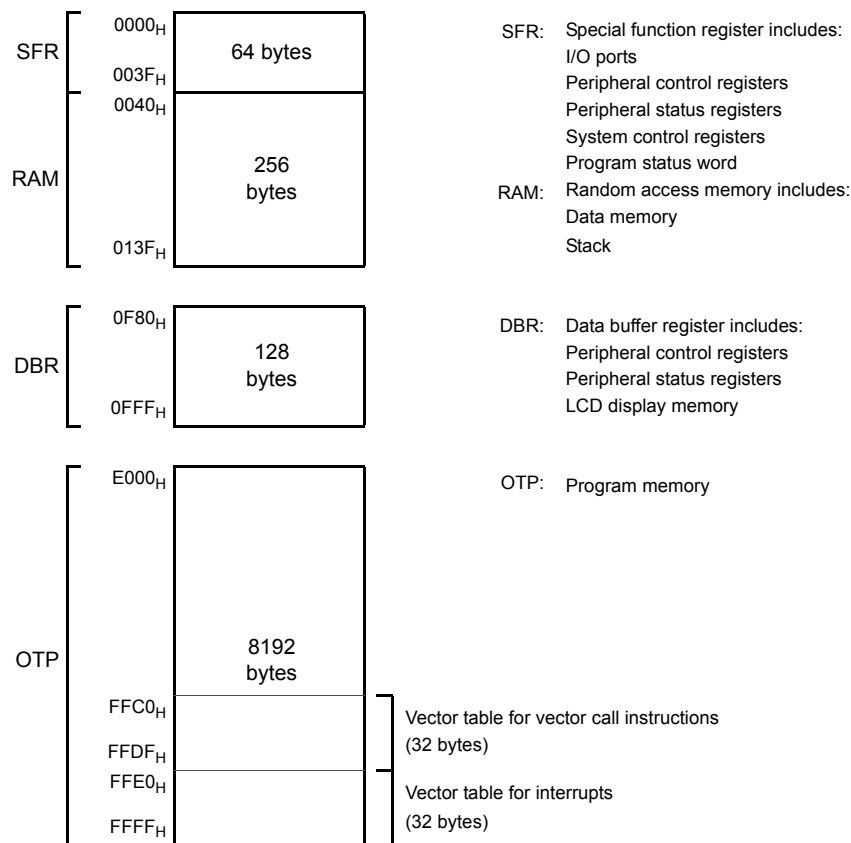 SFR
0000H
003FH
64 bytes
RAM
0040H
013FH
256
bytes
DBR
0F80H
0FFFH
128
bytes
OTP
E000H
8192
bytes
FFC0H
FFDFH
FFE0H
FFFFH
Vector table for vector call instructions
(32 bytes)
Vector table for interrupts
(32 bytes)
SFR: Special function register includes:
I/O ports
Peripheral control registers
Peripheral status registers
System control registers
Program status word
RAM: Random access memory includes:
Data memory
Stack
DBR: Data buffer register includes:
Peripheral control registers
Peripheral status registers
LCD display memory
OTP: Program memory